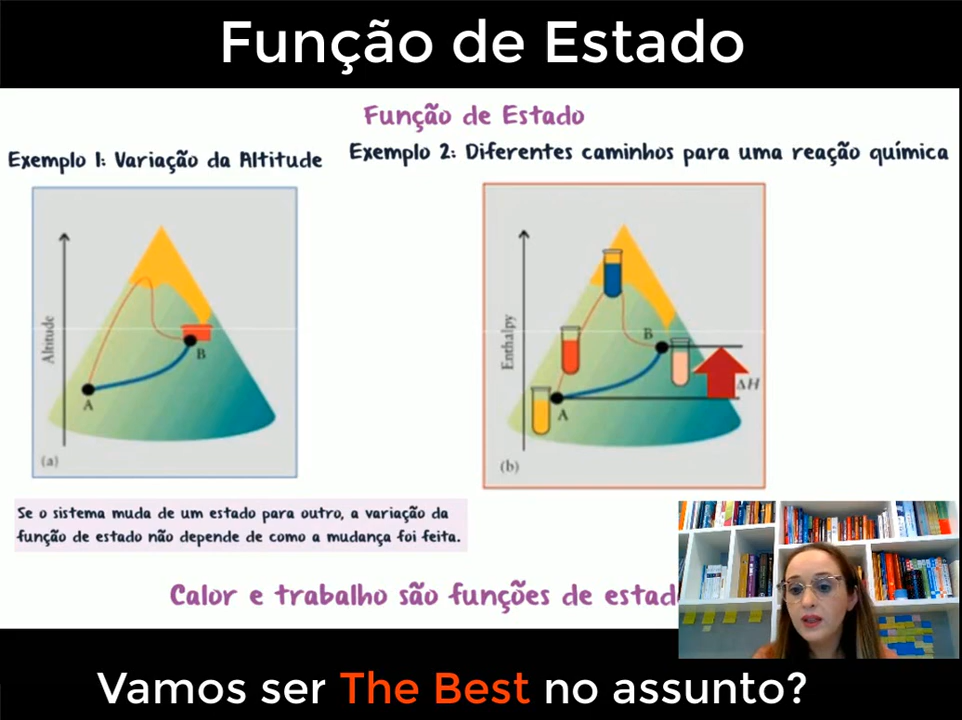 Função de Estado
Função de Estado
Exemplo 1: Variação da Altitude
Exemplo 2: Diferentes caminhos para uma reação química
Altitude
A
B
(a)
Enthalpy
A
B
ΔH
(b)
Se o sistema muda de um estado para outro, a variação da
função de estado não depende de como a mudança foi feita.
Calor e trabalho são funções de estad
Vamos ser The Best no assunto?